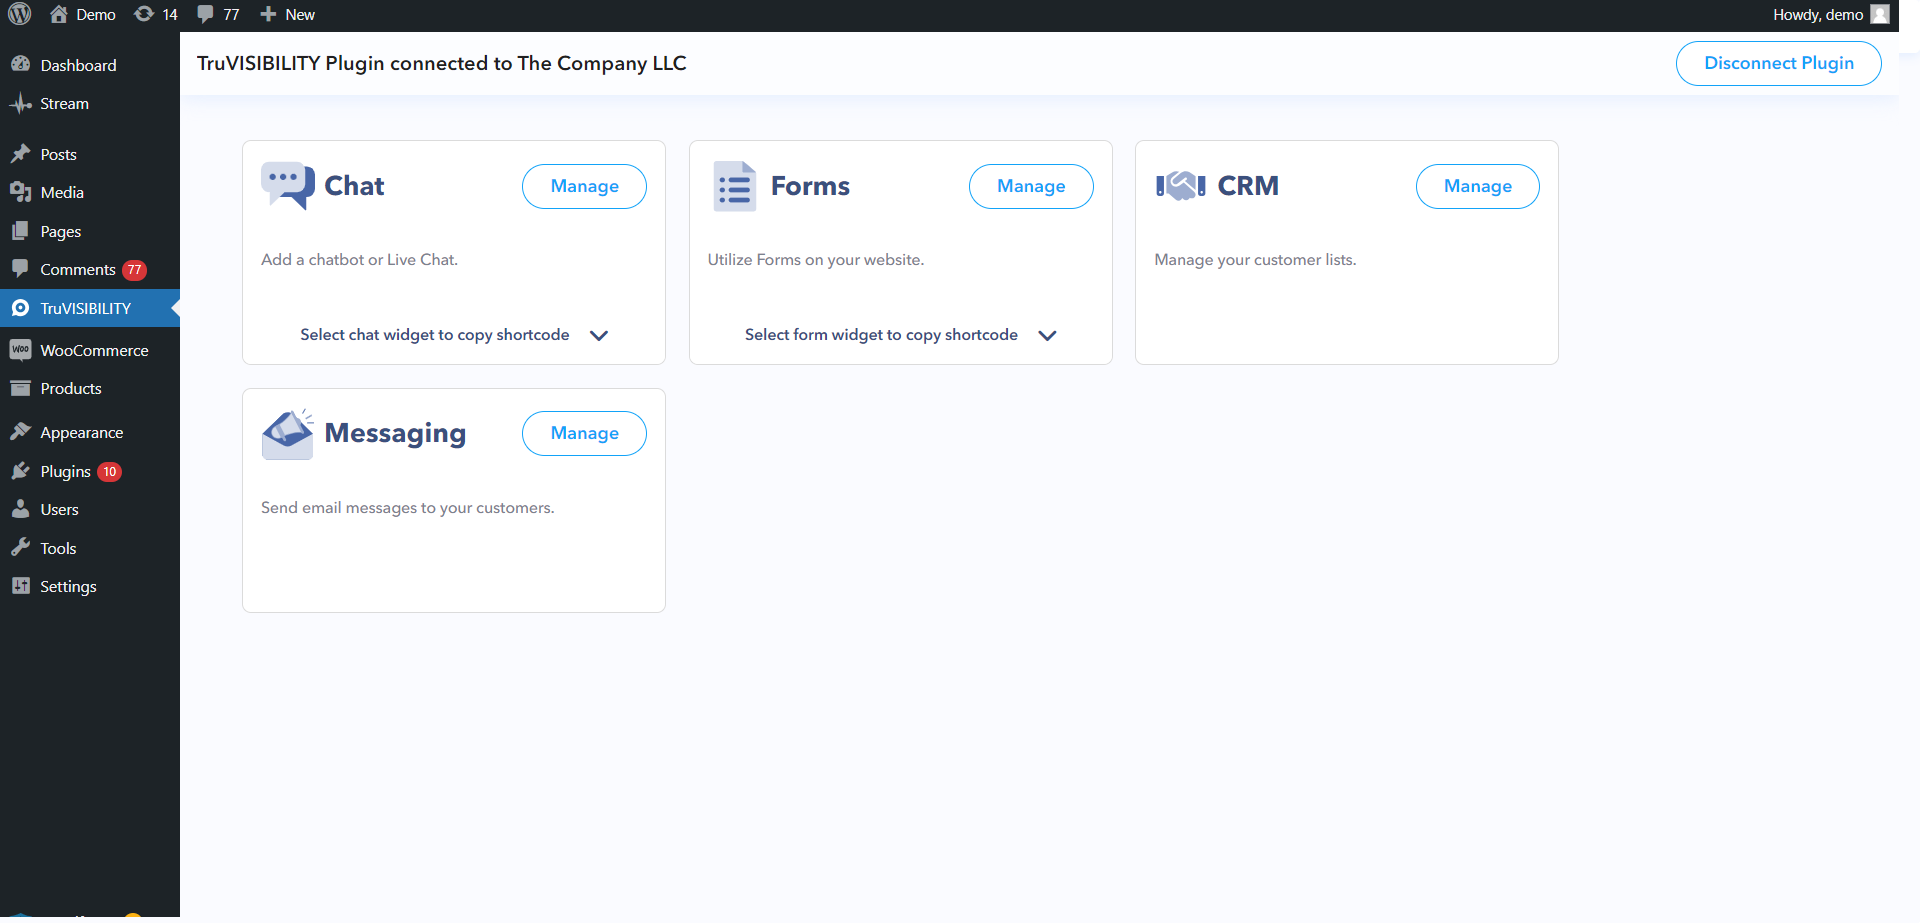 Demo 14 77 New Howdy, demo
Dashboard
Stream
Posts
Media
Pages
Comments 77
TruVISIBILITY
WooCommerce
Products
Appearance
Plugins 10
Users
Tools
Settings
TruVISIBILITY Plugin connected to The Company LLC
Disconnect Plugin
Chat
Manage
Add a chatbot or Live Chat.
Select chat widget to copy shortcode
Forms
Manage
Utilize Forms on your website.
Select form widget to copy shortcode
CRM
Manage
Manage your customer lists.
Messaging
Manage
Send email messages to your customers.